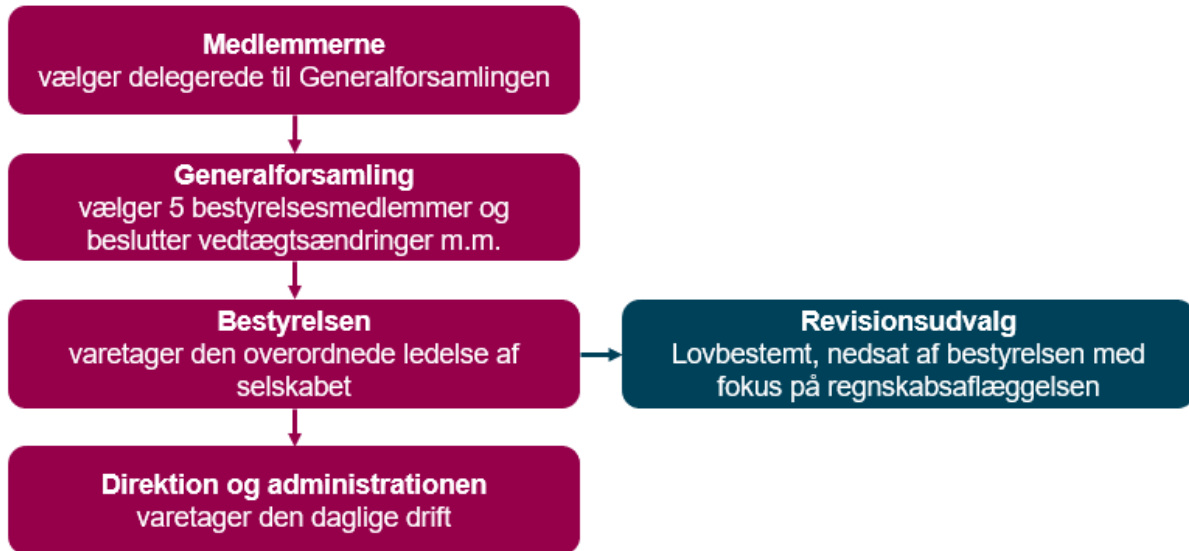 Medlemmerne
vælger delegerede til Generalforsamlingen
Generalforsamling
vælger 5 bestyrelsesmedlemmer og
beslutter vedtægtsændringer m.m.
Bestyrelsen
varetager den overordnede ledelse af
selskabet
Revisionsudvalg
Lovbestemt, nedsat af bestyrelsen med
fokus på regnskabsaflæggelsen
Direktion og administrationen
varetager den daglige drift